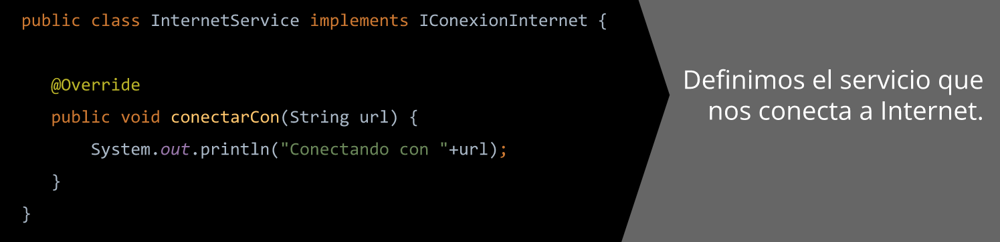 public class InternetService implements IConexionInternet {
@Override
public void conectarCon(String url) {
System.out.println("Conectando con "+url);
}
}
Definimos el servicio que
nos conecta a Internet.